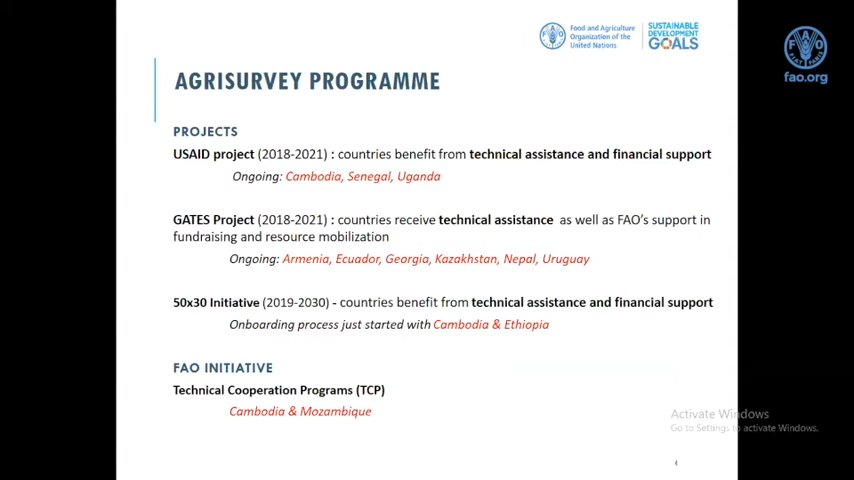 Food and Agriculture
Organization of the
United Nations
SUSTAINABLE
DEVELOPMENT
GOALS
FAO
FIAT PANIS
fao.org
AGRISURVEY PROGRAMME
PROJECTS
USAID project (2018-2021) : countries benefit from technical assistance and financial support
Ongoing: Cambodia, Senegal, Uganda
GATES Project (2018-2021) : countries receive technical assistance as well as FAO's support in
fundraising and resource mobilization
Ongoing: Armenia, Ecuador, Georgia, Kazakhstan, Nepal, Uruguay
50x30 Initiative (2019-2030) - countries benefit from technical assistance and financial support
Onboarding process just started with Cambodia & Ethiopia
FAO INITIATIVE
Technical Cooperation Programs (TCP)
Cambodia & Mozambique
Activate Windows
Go to Settings to activate Windows.
4